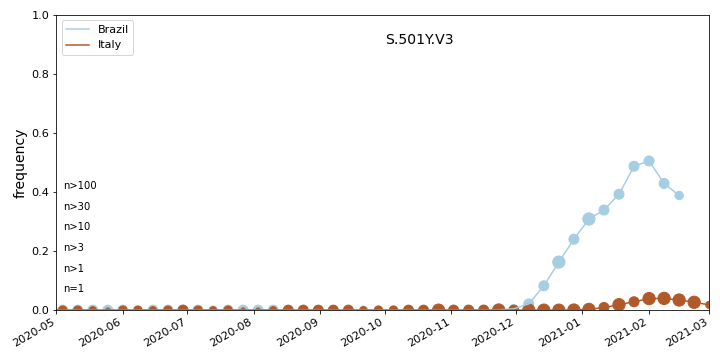 S.501Y.V3
Brazil
Italy
frequency
1.0
0.8
0.6
0.4
0.2
0.0
n>100
n>30
n>10
n>3
n>1
n=1
2020-05
2020-06
2020-07
2020-08
2020-09
2020-10
2020-11
2020-12
2021-01
2021-02
2021-03